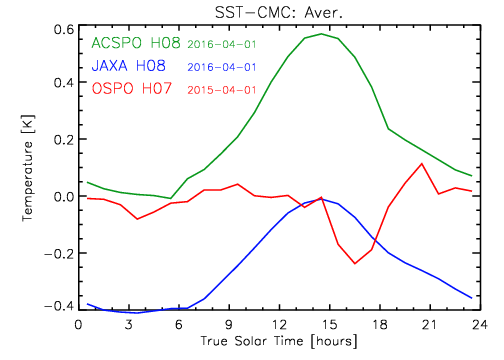 SST-CMC: Aver.
0.6
ACSPO H08 2016-04-01
JAXA H08 2016-04-01
OSPO H07 2015-04-01
0.4
0.2
0.0
-0.2
-0.4
Temperature [K]
0 3 6 9 12 15 18 21 24
True Solar Time [hours]